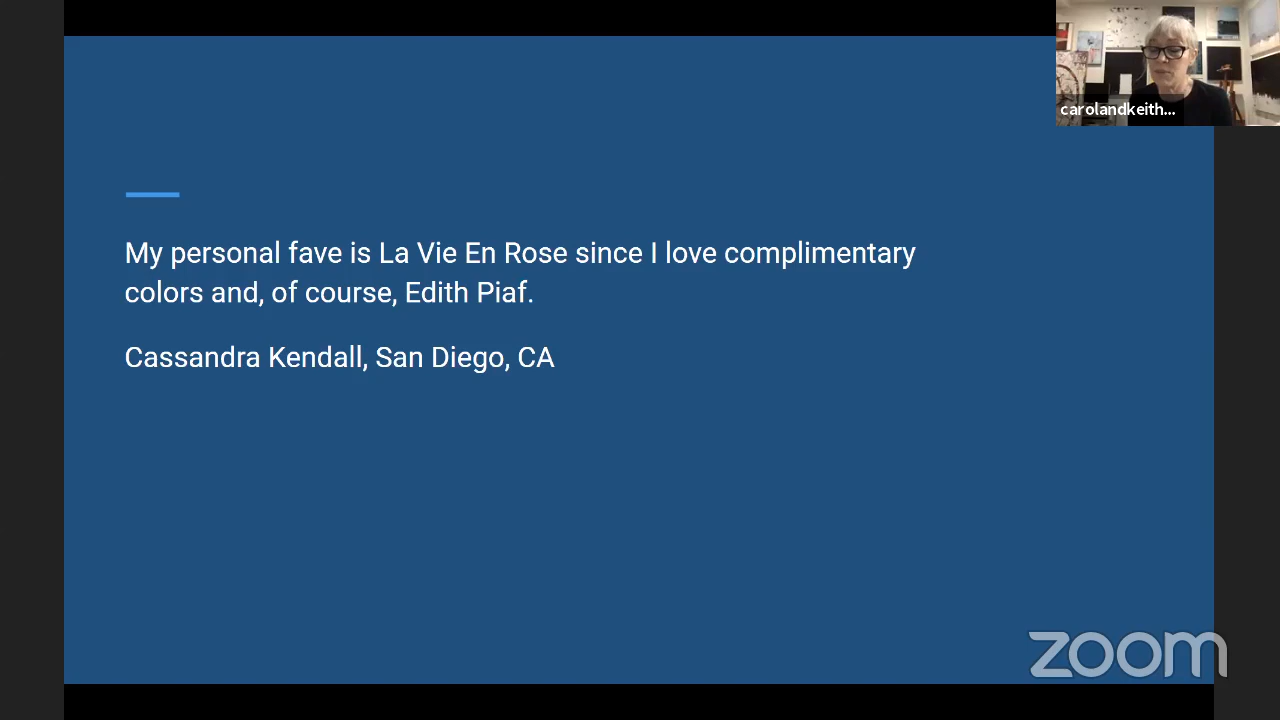 carolandkeith...
My personal fave is La Vie En Rose since I love complimentary
colors and, of course, Edith Piaf.
Cassandra Kendall, San Diego, CA
zoom